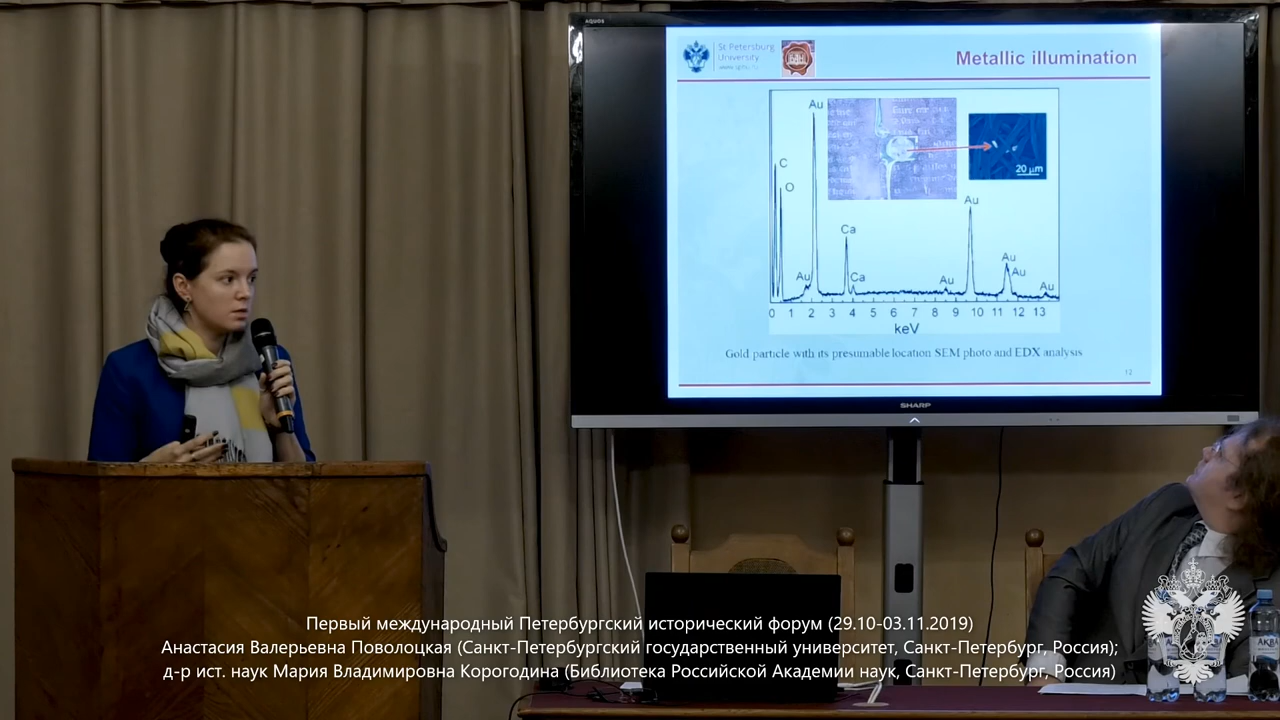 AQUOS
St Petersburg
University
Metallic illumination
Au
C
O
20 μm
Au
Ca
Au
Ca
Au
Au
Au
Au
0 1 2 3 4 5 6 7 8 9 10 11 12 13
keV
Gold particle with its presumable location SEM photo and EDX analysis
12
SHARP
Первый международный Петербургский исторический форум (29.10-03.11.2019)
Анастасия Валерьевна Поволоцкая (Санкт-Петербургский государственный университет, Санкт-Петербург, Россия);
д-р ист. наук Мария Владимировна Корогодина (Библиотека Российской Академии наук, Санкт-Петербург, Россия)